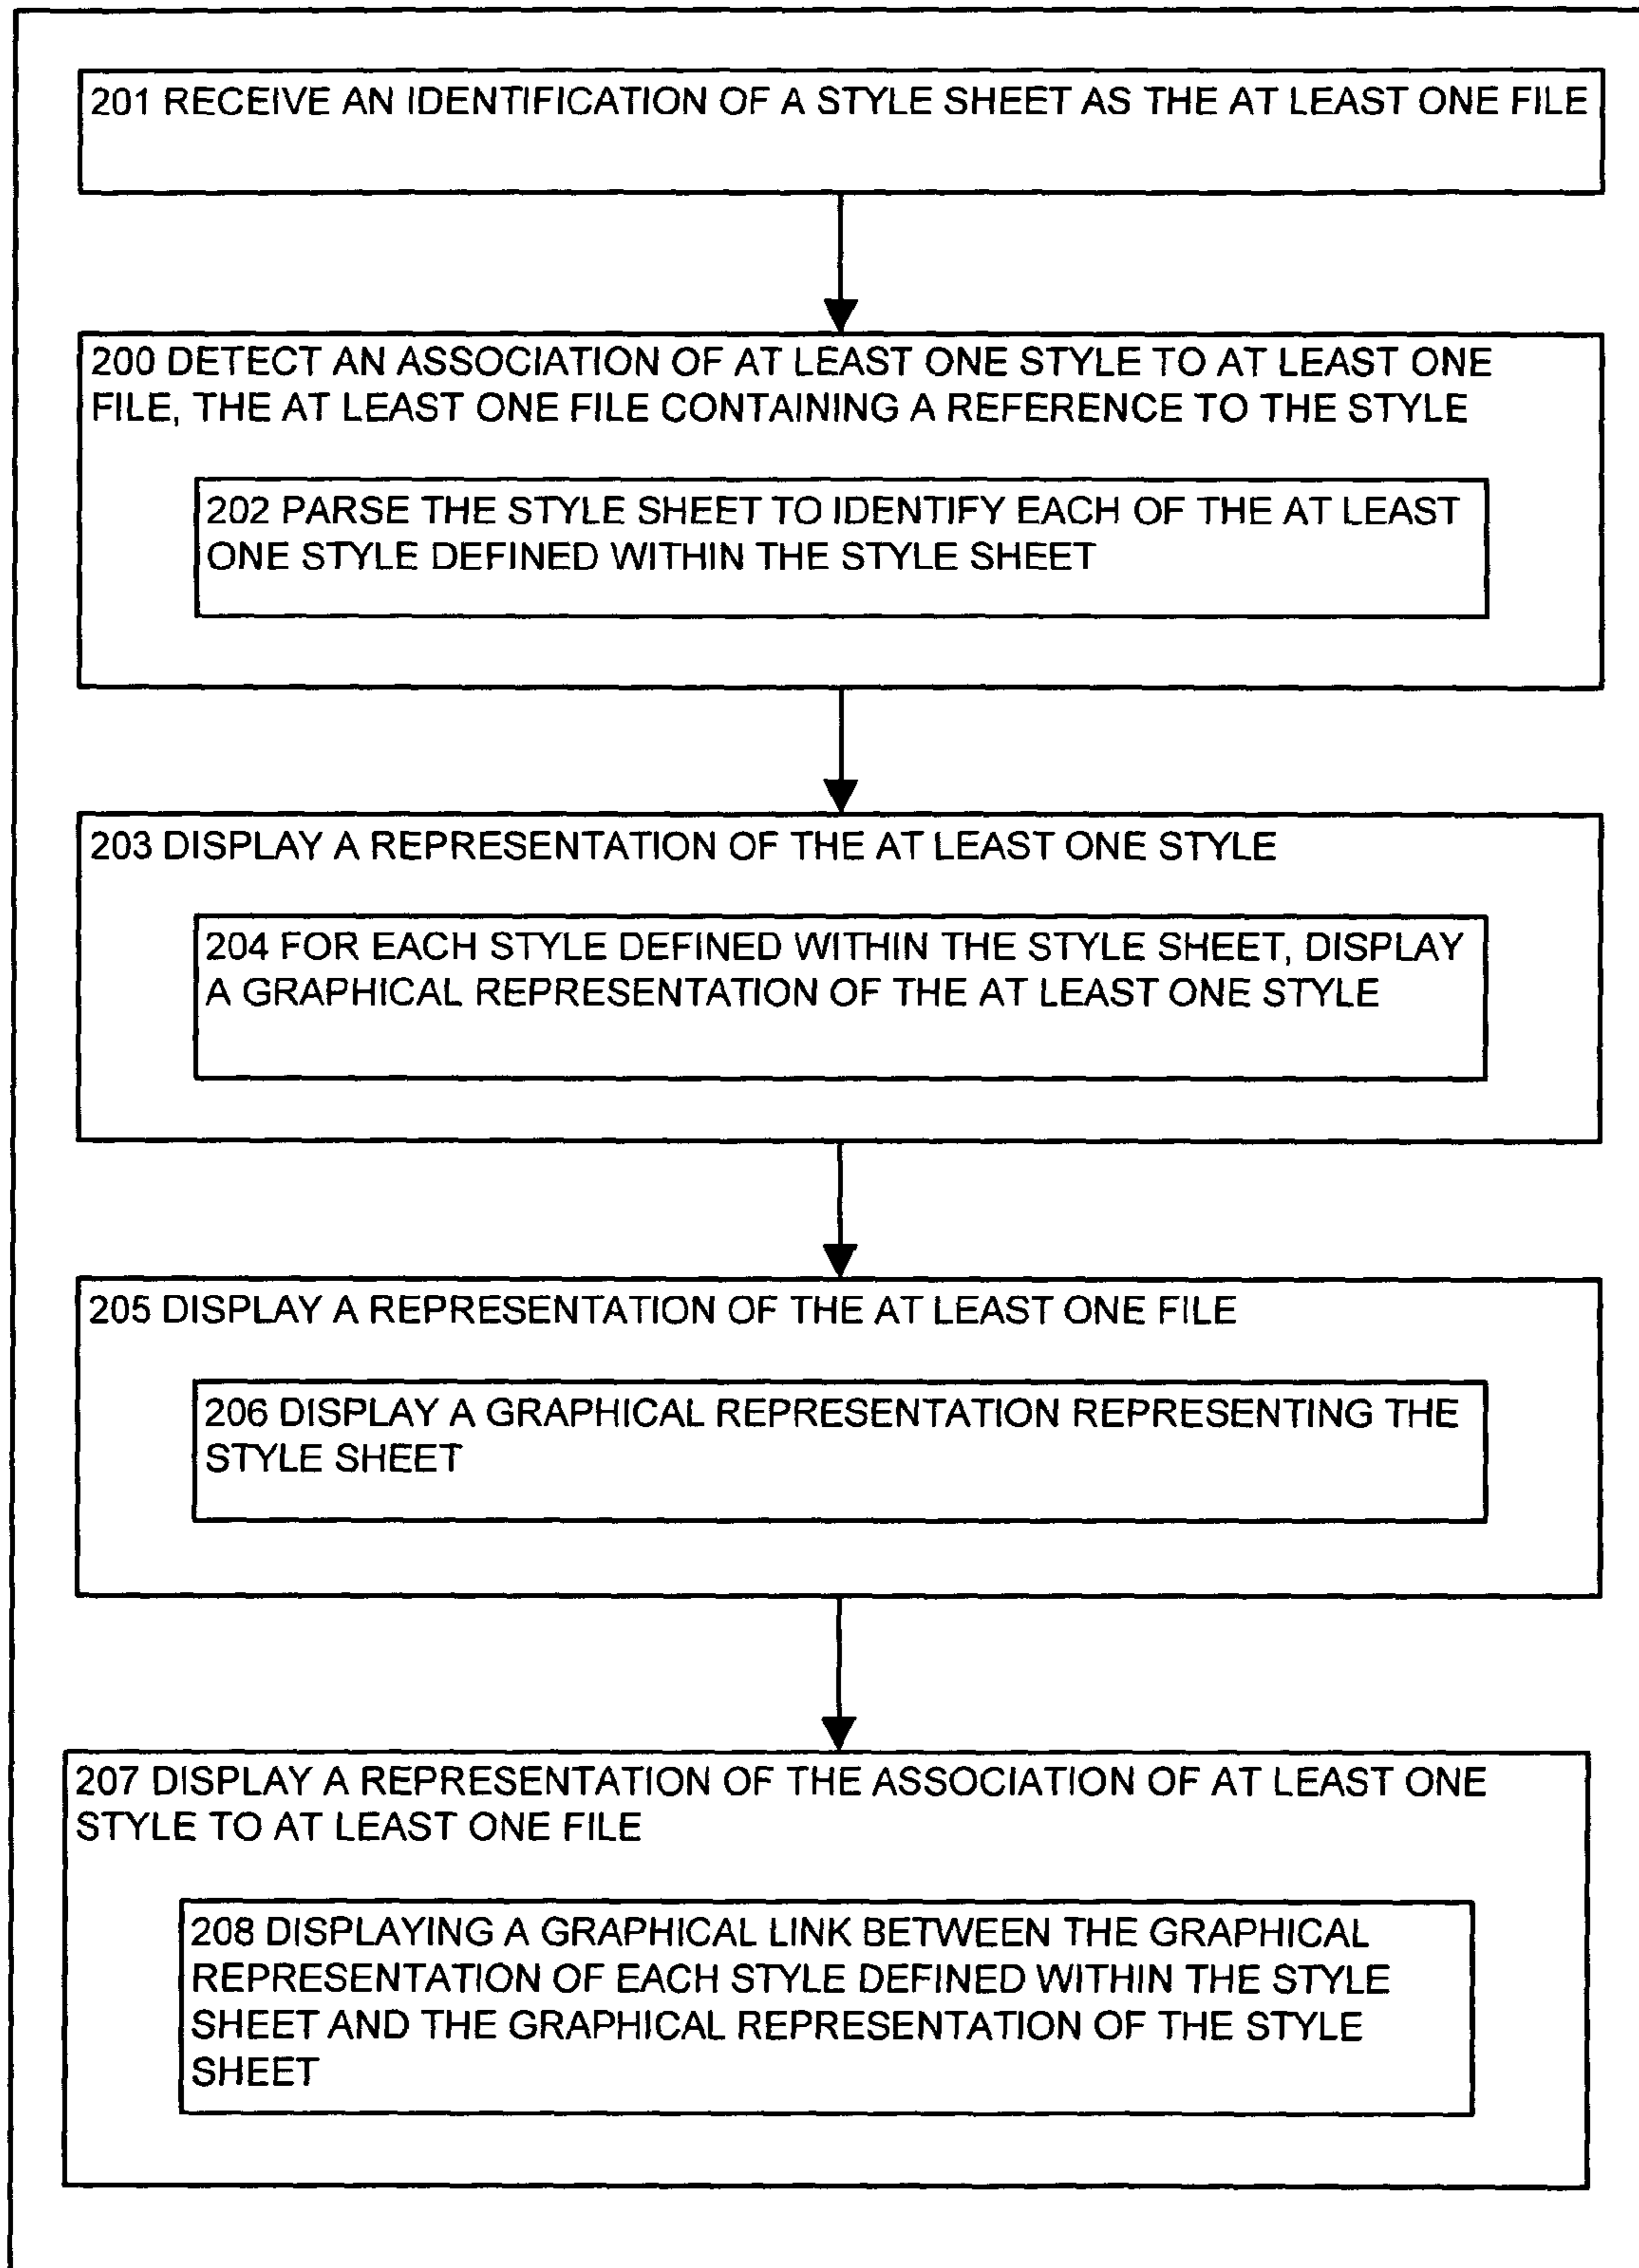 201 RECEIVE AN IDENTIFICATION OF A STYLE SHEET AS THE AT LEAST ONE FILE
200 DETECT AN ASSOCIATION OF AT LEAST ONE STYLE TO AT LEAST ONE
FILE, THE AT LEAST ONE FILE CONTAINING A REFERENCE TO THE STYLE
202 PARSE THE STYLE SHEET TO IDENTIFY EACH OF THE AT LEAST
ONE STYLE DEFINED WITHIN THE STYLE SHEET
203 DISPLAY A REPRESENTATION OF THE AT LEAST ONE STYLE
204 FOR EACH STYLE DEFINED WITHIN THE STYLE SHEET, DISPLAY
A GRAPHICAL REPRESENTATION OF THE AT LEAST ONE STYLE
205 DISPLAY A REPRESENTATION OF THE AT LEAST ONE FILE
206 DISPLAY A GRAPHICAL REPRESENTATION REPRESENTING THE
STYLE SHEET
207 DISPLAY A REPRESENTATION OF THE ASSOCIATION OF AT LEAST ONE
STYLE TO AT LEAST ONE FILE
208 DISPLAYING A GRAPHICAL LINK BETWEEN THE GRAPHICAL
REPRESENTATION OF EACH STYLE DEFINED WITHIN THE STYLE
SHEET AND THE GRAPHICAL REPRESENTATION OF THE STYLE
SHEET